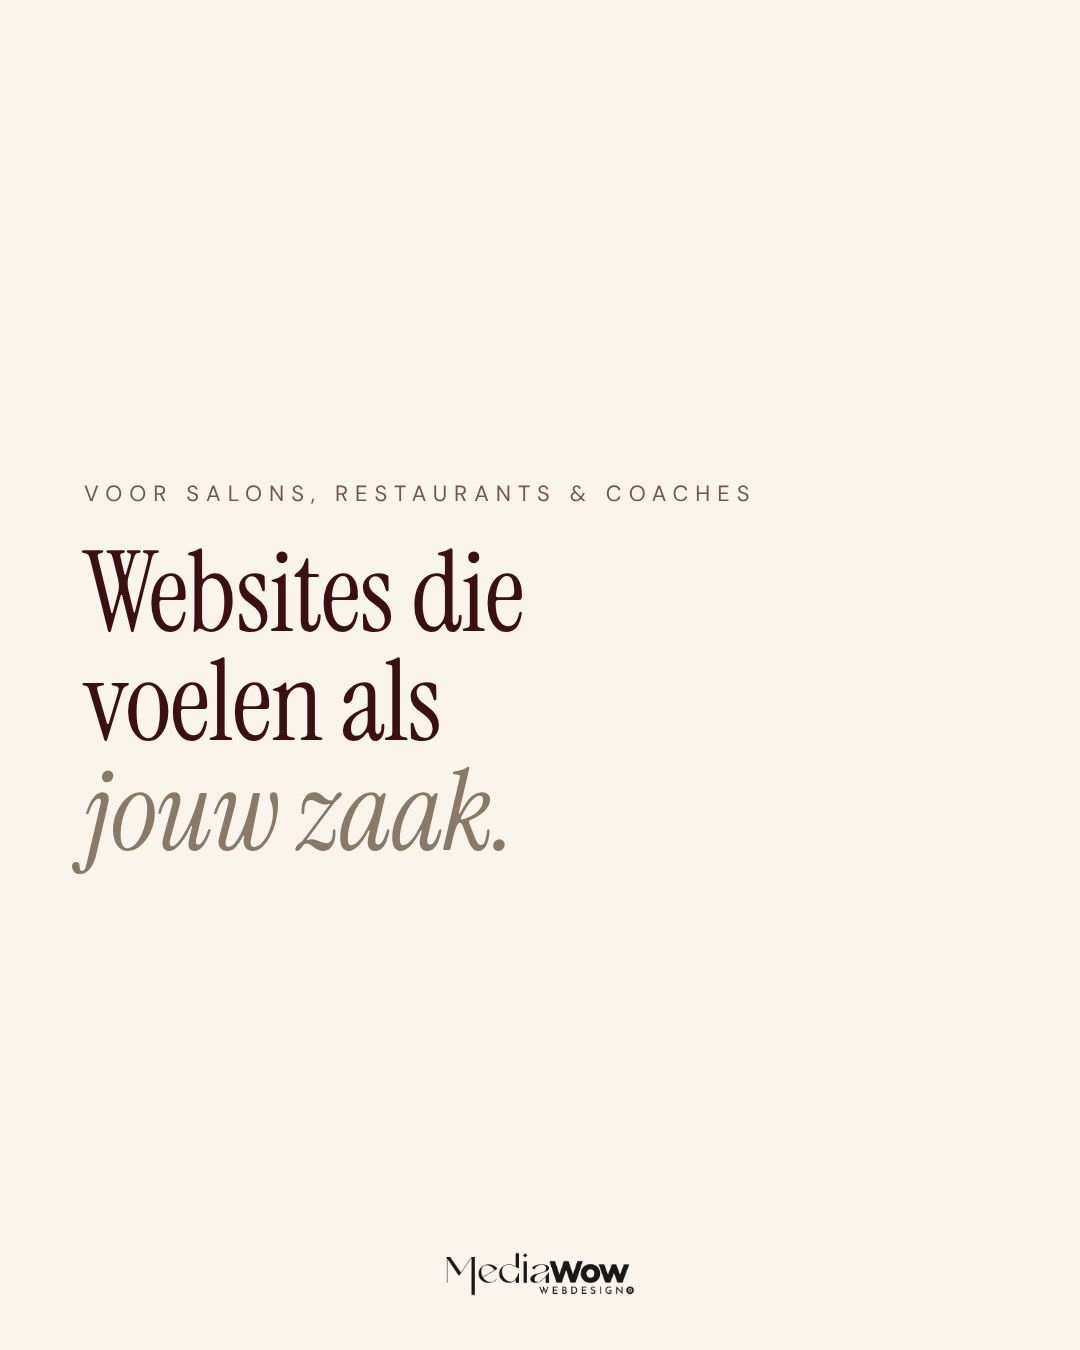 VOOR SALONS, RESTAURANTS & COACHES
Websites die
voelen als
jouw zaak.
MediaWow
WEBDESIGN